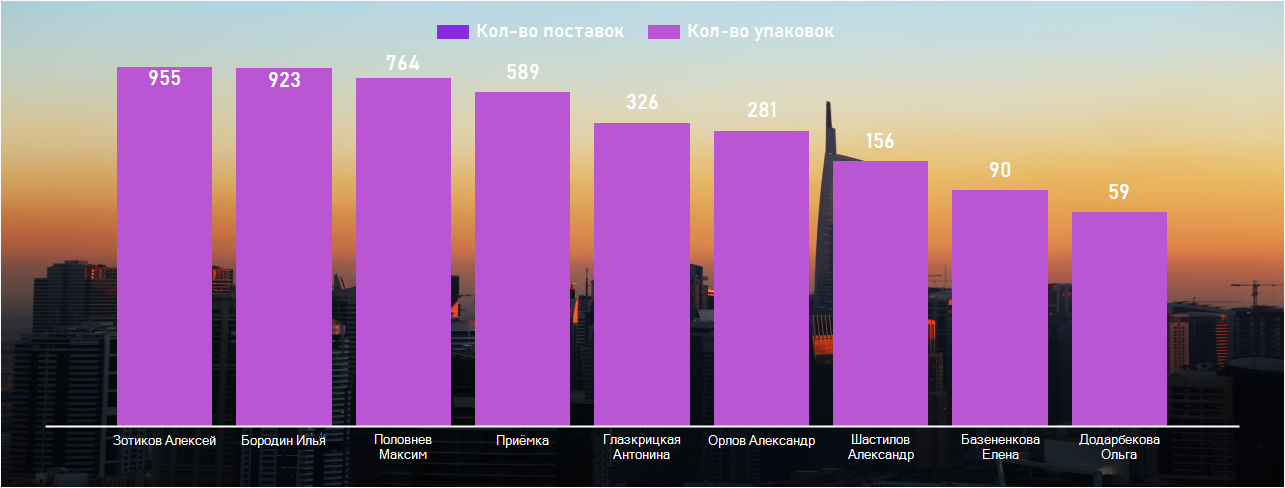 Кол-во поставок Кол-во упаковок
955 923 764 589 326 281 156 90 59
Зотиков Алексей Бородин Илья Половнев Приёмка Глазкрицкая Орлов Александр Шастилов Базененкова Додарбекова
Максим Антонина Александр Елена Ольга